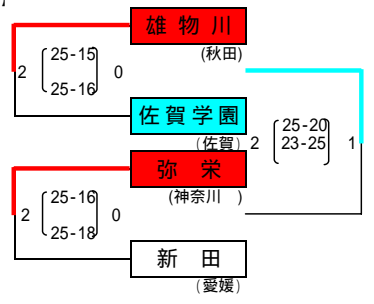 雄物川
25-15 (秋田)
2 0
25-16
佐賀学園 25-20
(佐賀) 2 23-25 1
弥 栄
25-16 (神奈川 )
2 0
25-18
新 田
(愛媛)